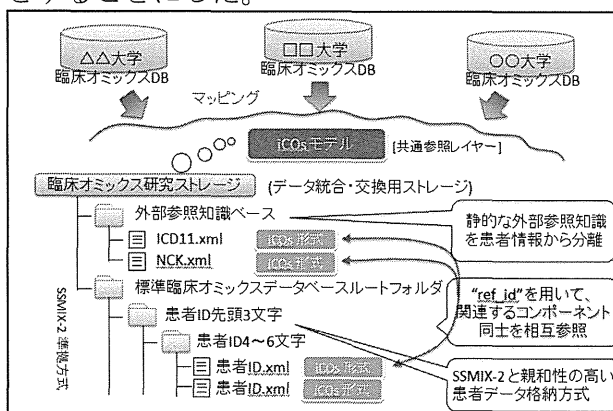 をすることにした。
△△大学
臨床オミックスDB
□□大学
臨床オミックスDB
○○大学
臨床オミックスDB
マッピング
iCOsモデル
[共通参照レイヤー]
臨床オミックス研究ストレージ
(データ統合・交換用ストレージ)
外部参照知識ベース
ICD11.xml
iCOs形式
NCK.xml
iCOs形式
静的な外部参照知識
を患者情報から分離
標準臨床オミックスデータベースルートフォルダ
"ref_id"を用いて、
関連するコンポーネント
同士を相互参照
患者ID先頭3文字
患者ID4～6文字
患者ID.xml
iCOs形式
患者ID.xml
iCOs形式
SSMIX-2と親和性の高い
患者データ格納方式
SSMIX-2 準拠方式